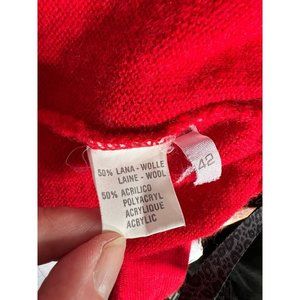 50% LANA - WOLLE
LAINE - WOOL
50% ACRILICO
POLYACRYL
ACRYLIQUE
ACRYLIC
42